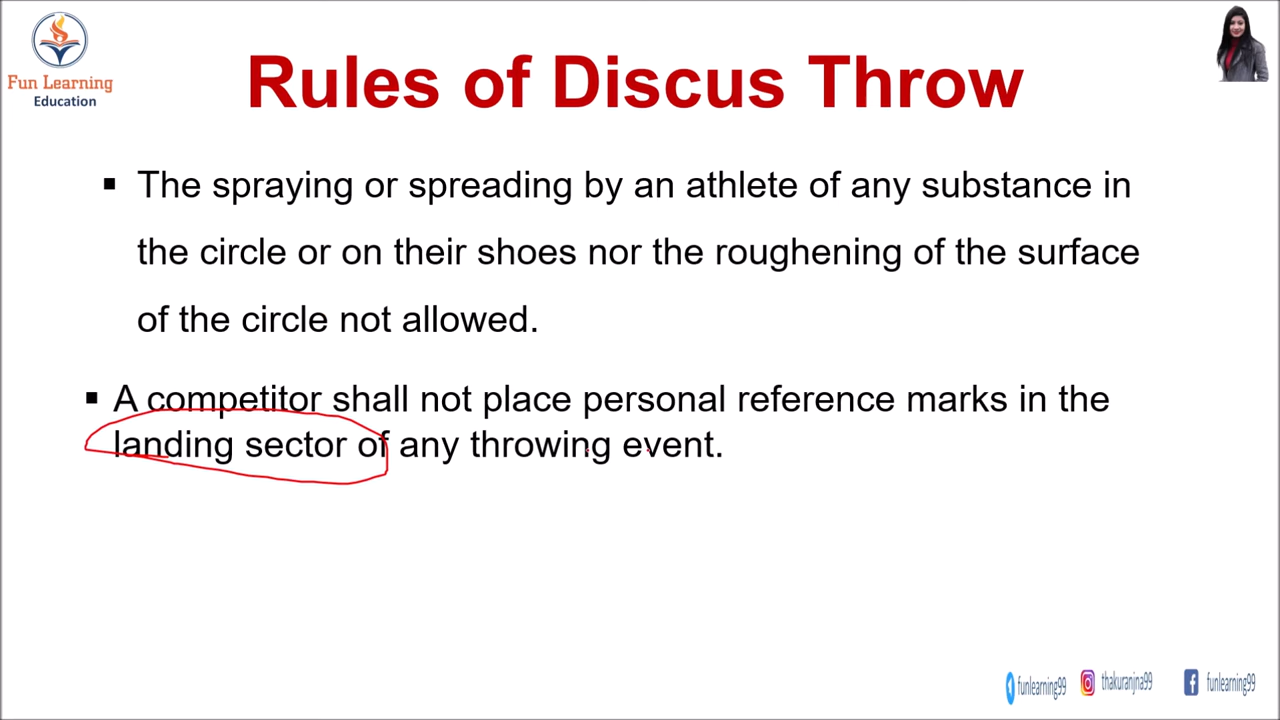 Fun Learning
Education
Rules of Discus Throw
▪ The spraying or spreading by an athlete of any substance in
the circle or on their shoes nor the roughening of the surface
of the circle not allowed.
▪ A competitor shall not place personal reference marks in the
landing sector of any throwing event.
funlearning99 thakuranjna99 funlearning99